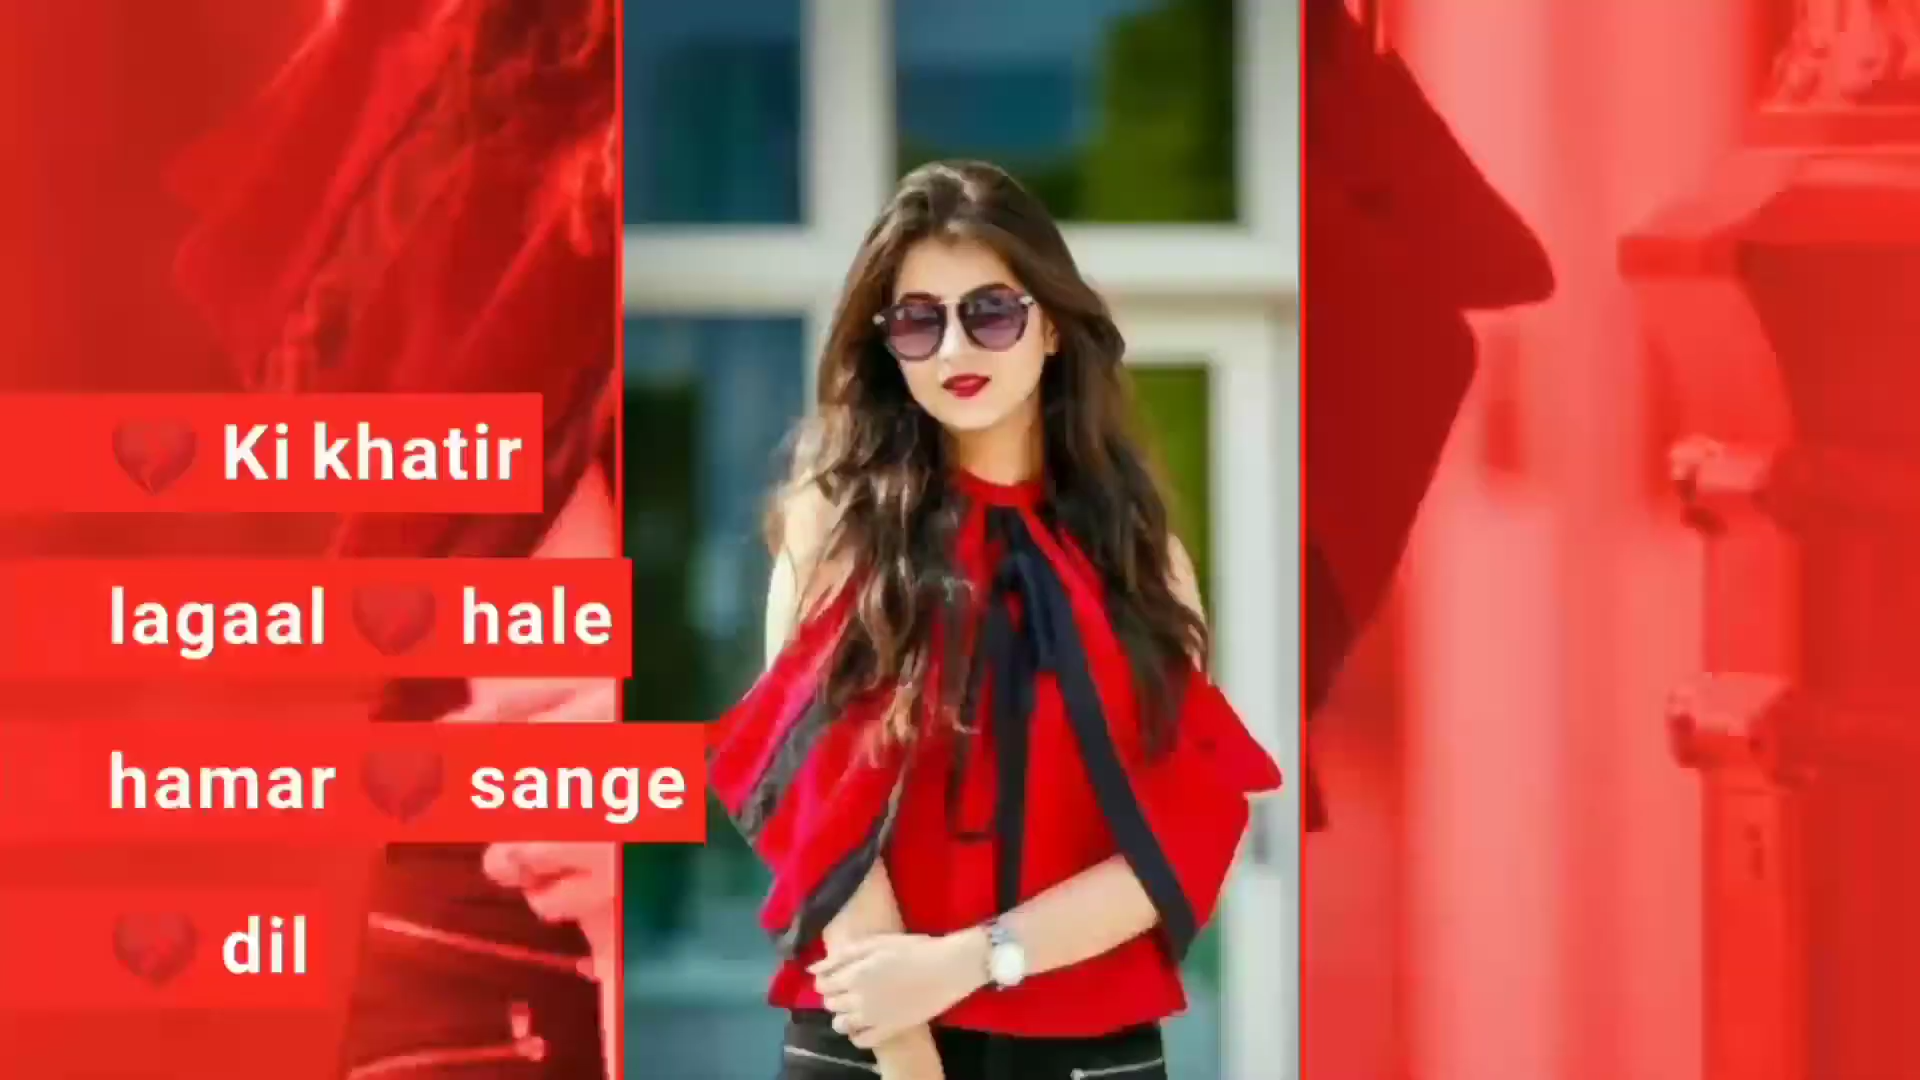 💔 Ki khatir
lagaal 💔 hale
hamar 💔 sange
💔 dil